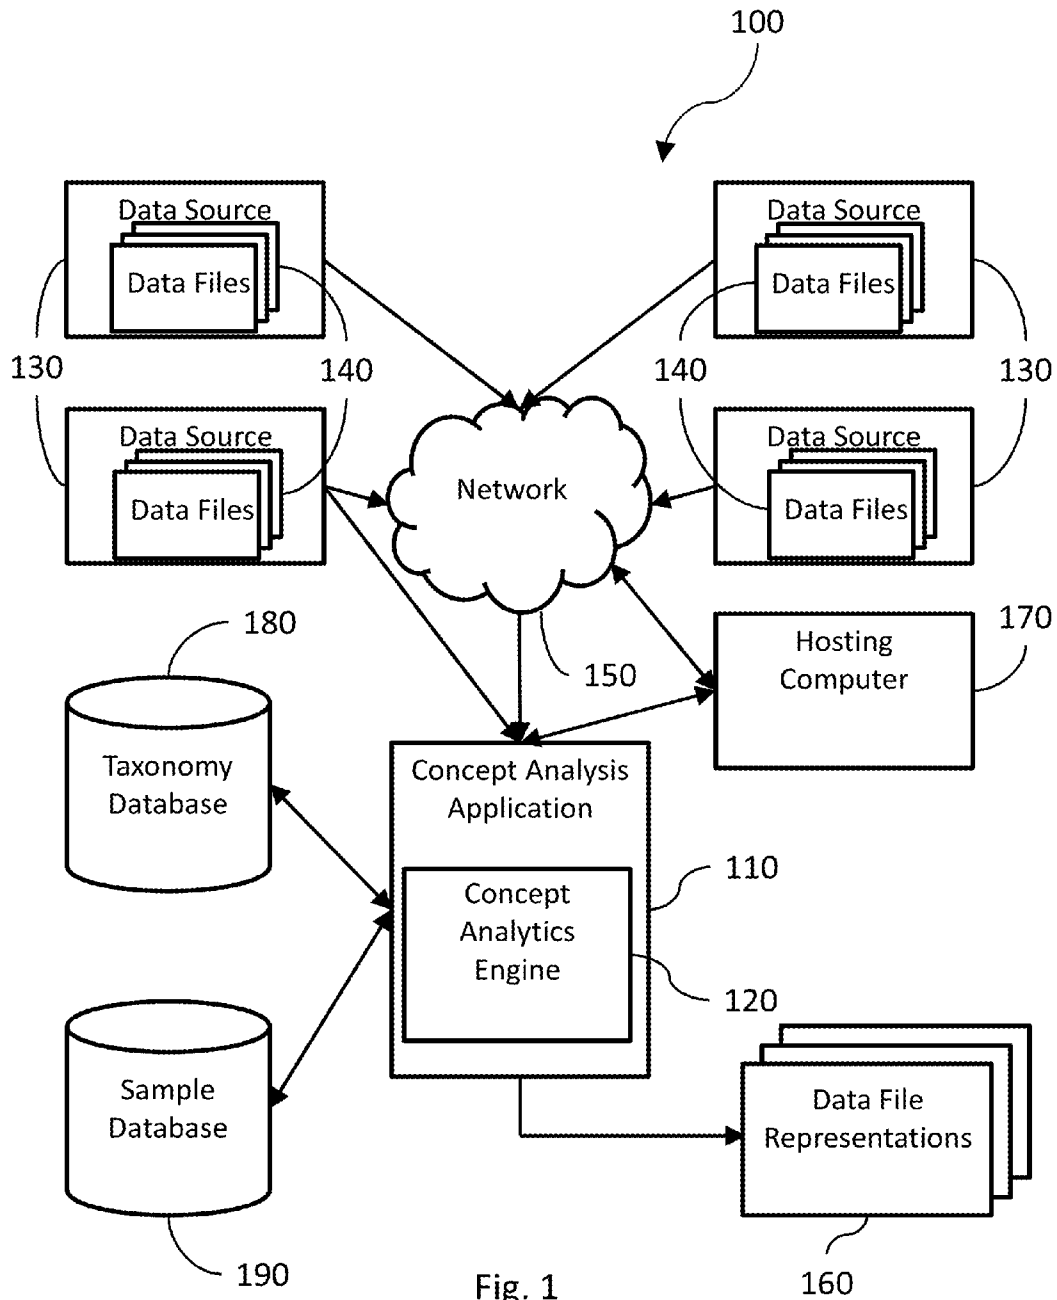 100
Data Source
Data Files
Data Source
Data Files
130
140
140
130
Data Source
Data Files
Network
Data Source
Data Files
180
150
Hosting
Computer
170
Taxonomy
Database
Concept Analysis
Application
110
Concept
Analytics
Engine
120
Sample
Database
Data File
Representations
190
160
Fig. 1